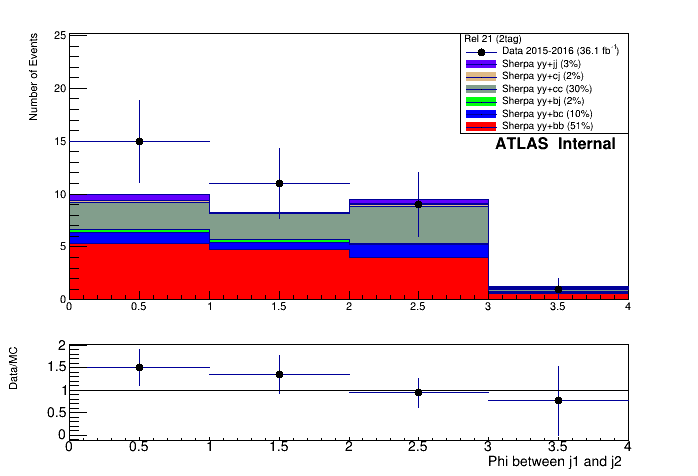 Number of Events
25
20
15
10
5
0
Rel 21 (2tag)
Data 2015-2016 (36.1 fb⁻¹)
Sherpa yy+jj (3%)
Sherpa yy+cj (2%)
Sherpa yy+cc (30%)
Sherpa yy+bj (2%)
Sherpa yy+bc (10%)
Sherpa yy+bb (51%)
ATLAS Internal
0 0.5 1 1.5 2 2.5 3 3.5 4
Data/MC
2
1.5
1
0.5
0
0 0.5 1 1.5 2 2.5 3 3.5 4
Phi between j1 and j2